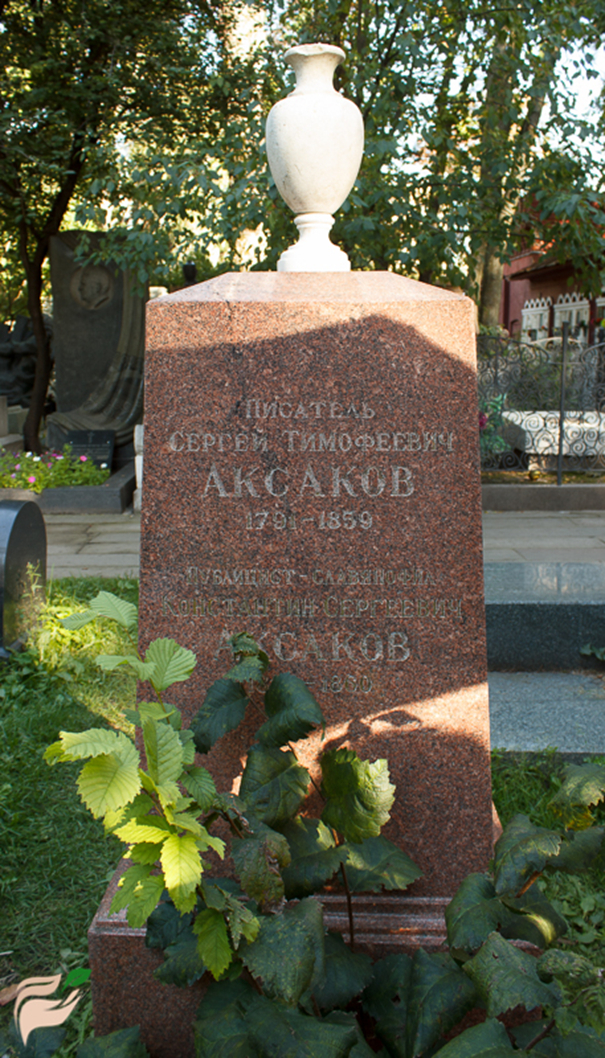 ПИСАТЕЛЬ
СЕРГЕЙ ТИМОФЕЕВИЧ
АКСАКОВ
1791-1859
ПУБЛИЦИСТ-СЛАВЯНОФИЛ
КОНСТАНТИН СЕРГЕЕВИЧ
АКСАКОВ
1860